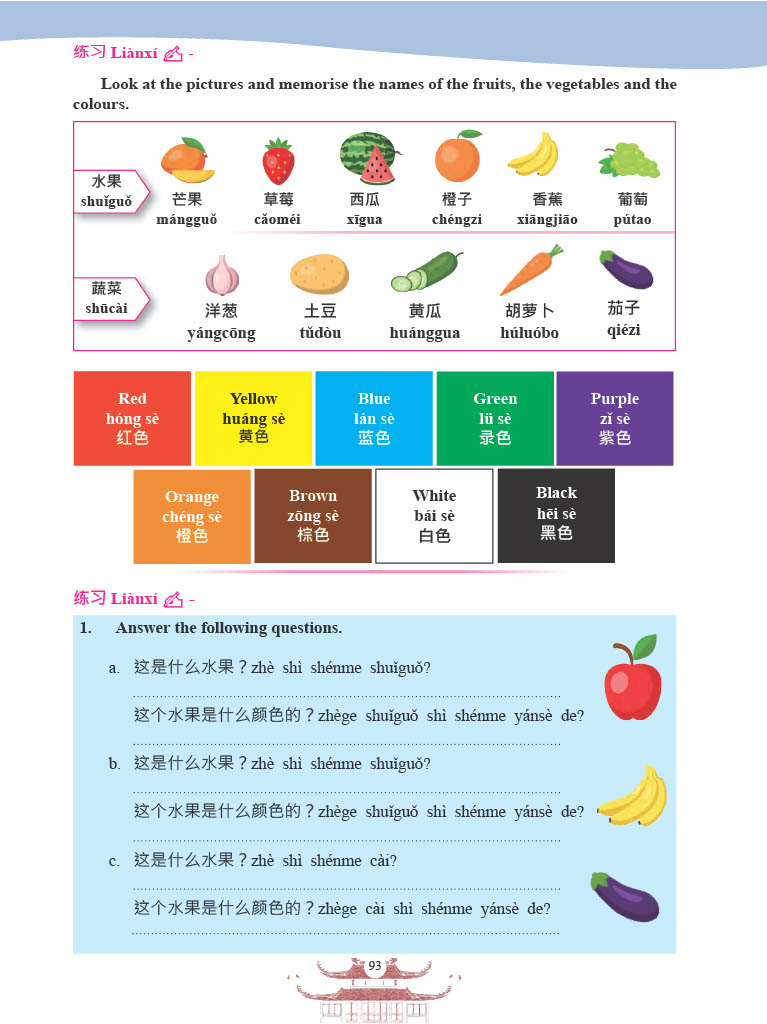 练习 Liànxí -
Look at the pictures and memorise the names of the fruits, the vegetables and the
colours.
水果
shuǐguǒ
芒果 草莓 西瓜 橙子 香蕉 葡萄
mángguǒ cǎoméi xīgua chéngzi xiāngjiāo pútao
蔬菜
shūcài
洋葱 土豆 黄瓜 胡萝卜 茄子
yángcōng tǔdòu huánggua húluóbo qiézi
Red Yellow Blue Green Purple
hóng sè huáng sè lán sè lǜ sè zǐ sè
红色 黄色 蓝色 录色 紫色
Orange Brown White Black
chéng sè zōng sè bái sè hēi sè
橙色 棕色 白色 黑色
练习 Liànxí -
1. Answer the following questions.
a. 这是什么水果？zhè shì shénme shuǐguǒ?
这个水果是什么颜色的？zhège shuǐguǒ shì shénme yánsè de?
b. 这是什么水果？zhè shì shénme shuǐguǒ?
这个水果是什么颜色的？zhège shuǐguǒ shì shénme yánsè de?
c. 这是什么水果？zhè shì shénme cài?
这个水果是什么颜色的？zhège cài shì shénme yánsè de?
93